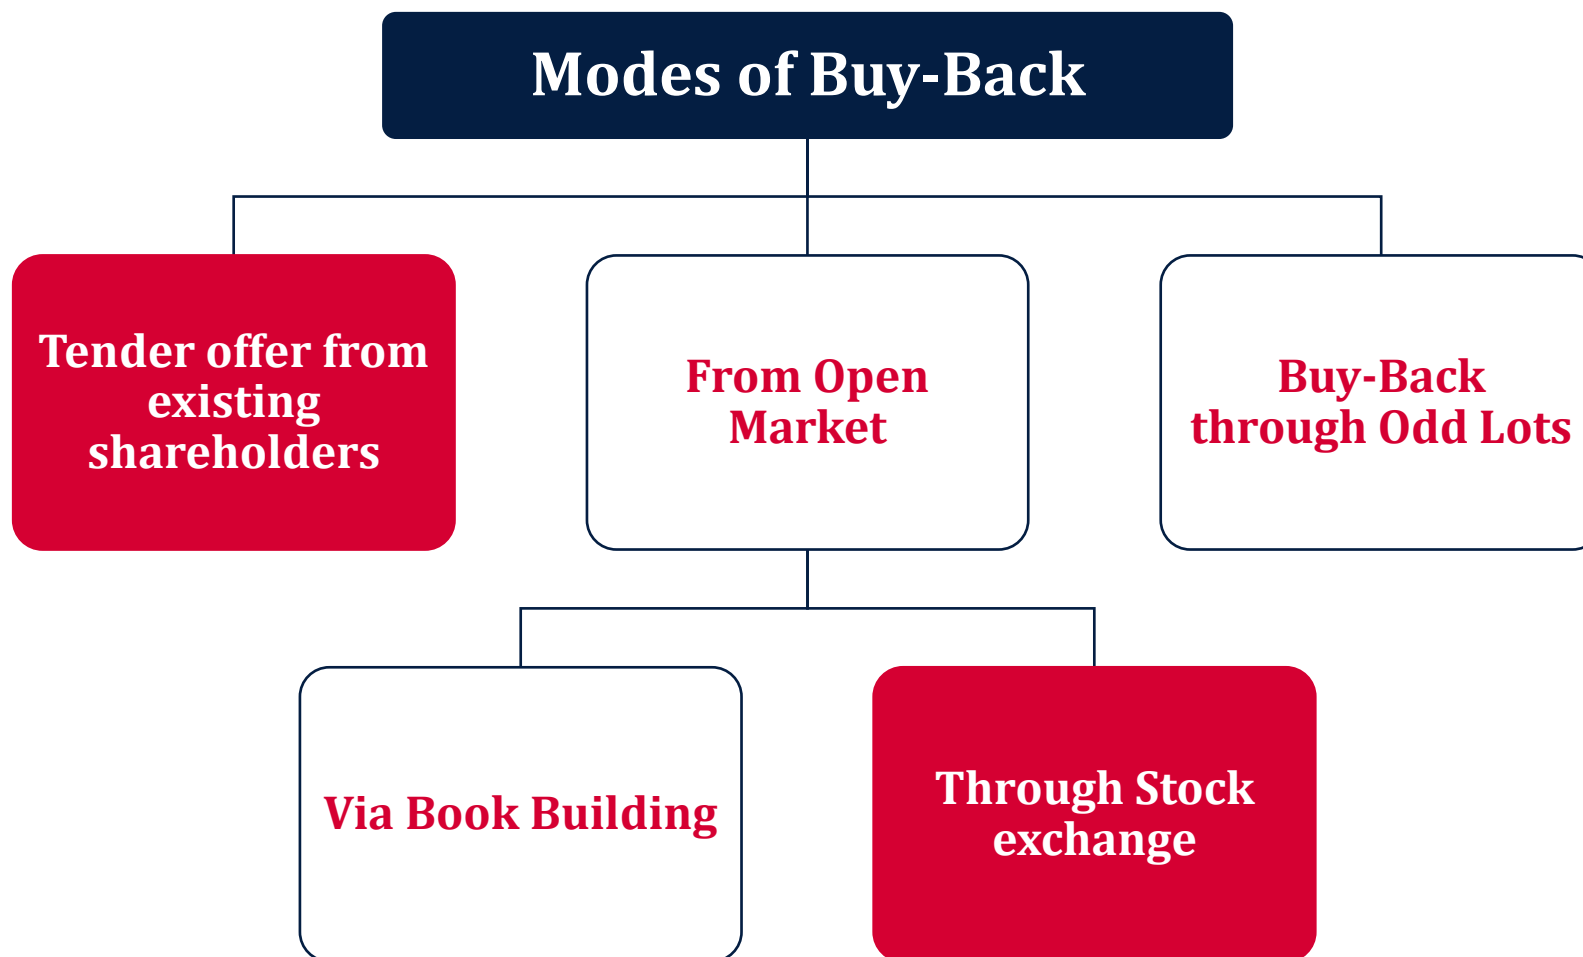 Modes of Buy-Back
Tender offer from
existing
shareholders
From Open
Market
Buy-Back
through Odd Lots
Via Book Building
Through Stock
exchange